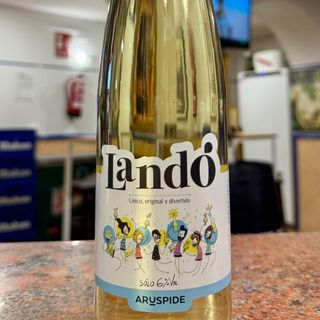 Landó
Único, original y divertido
sólo 6% Vol
ARUSPIDE